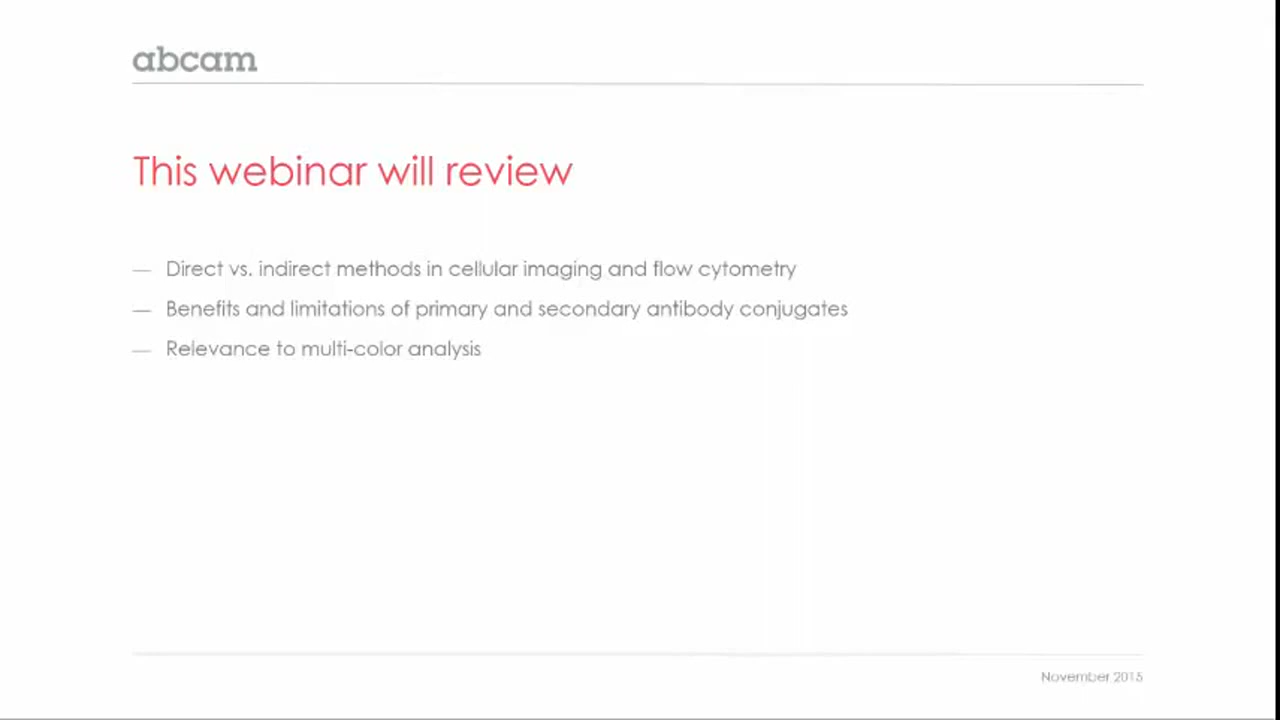 abcam
This webinar will review
— Direct vs. indirect methods in cellular imaging and flow cytometry
— Benefits and limitations of primary and secondary antibody conjugates
— Relevance to multi-color analysis
November 2015